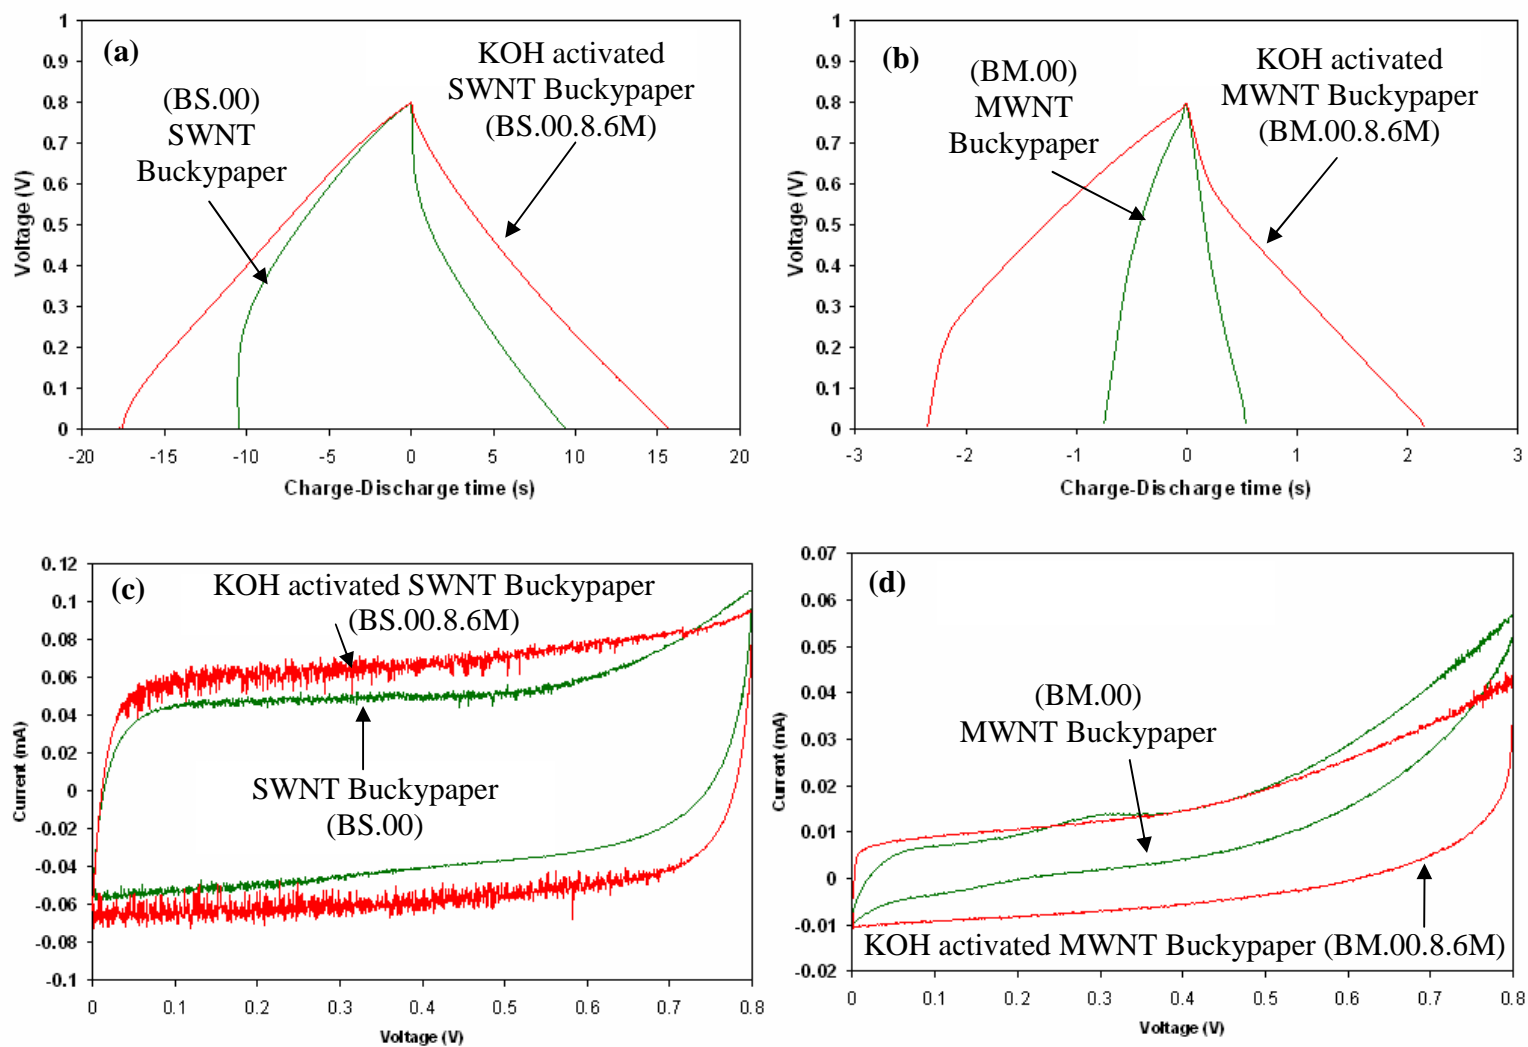 (a)
(BS.00)
SWNT
Buckypaper
KOH activated
SWNT Buckypaper
(BS.00.8.6M)
Voltage (V)
1
0.9
0.8
0.7
0.6
0.5
0.4
0.3
0.2
0.1
0
-20 -15 -10 -5 0 5 10 15 20
Charge-Discharge time (s)
(b)
(BM.00)
MWNT
Buckypaper
KOH activated
MWNT Buckypaper
(BM.00.8.6M)
Voltage (V)
1
0.9
0.8
0.7
0.6
0.5
0.4
0.3
0.2
0.1
0
-3 -2 -1 0 1 2 3
Charge-Discharge time (s)
(c)
KOH activated SWNT Buckypaper
(BS.00.8.6M)
SWNT Buckypaper
(BS.00)
Current (mA)
0.12
0.1
0.08
0.06
0.04
0.02
0
-0.02
-0.04
-0.06
-0.08
-0.1
0 0.1 0.2 0.3 0.4 0.5 0.6 0.7 0.8
Voltage (V)
(d)
(BM.00)
MWNT Buckypaper
KOH activated MWNT Buckypaper (BM.00.8.6M)
Current (mA)
0.07
0.06
0.05
0.04
0.03
0.02
0.01
0
-0.01
-0.02
0 0.1 0.2 0.3 0.4 0.5 0.6 0.7 0.8
Voltage (V)